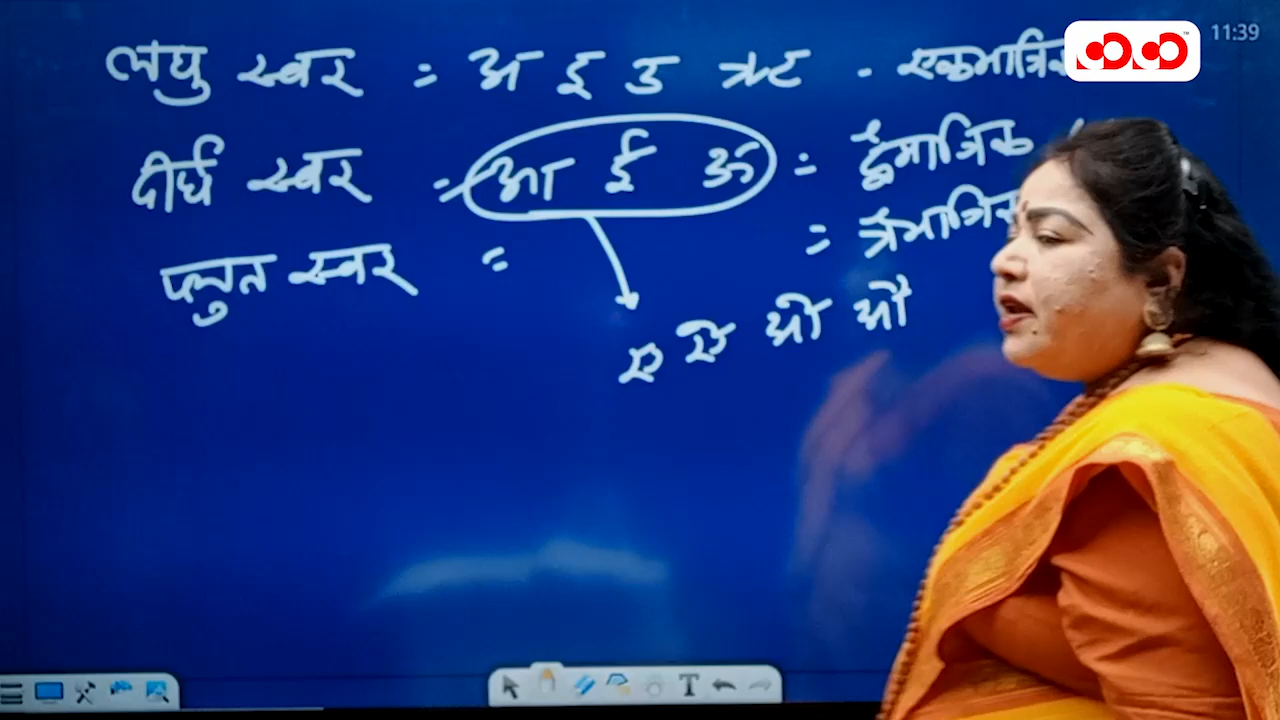 लघु स्वर = अ इ उ ऋ - एकमात्रिक
दीर्घ स्वर = आ ई ऊ = द्वैमात्रिक
प्लुत स्वर = = त्रैमात्रिक
ए ऐ ओ औ
11:39
T